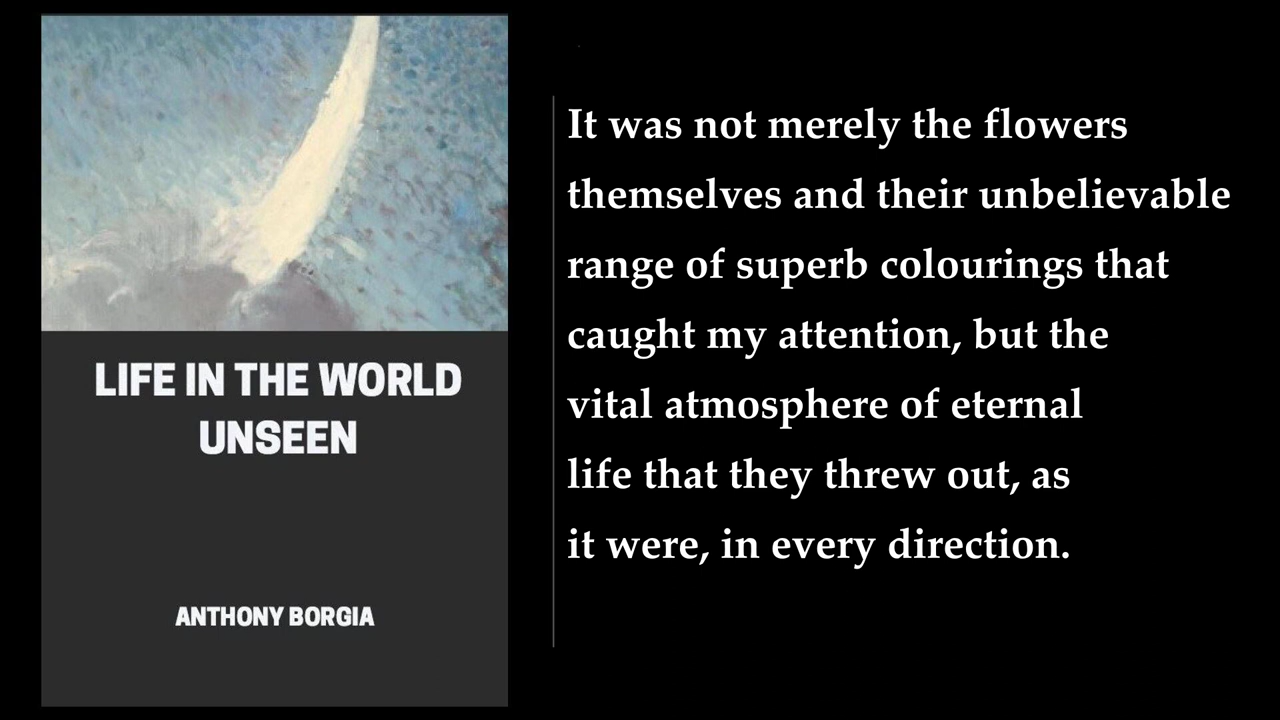 LIFE IN THE WORLD
UNSEEN
ANTHONY BORGIA
It was not merely the flowers
themselves and their unbelievable
range of superb colourings that
caught my attention, but the
vital atmosphere of eternal
life that they threw out, as
it were, in every direction.